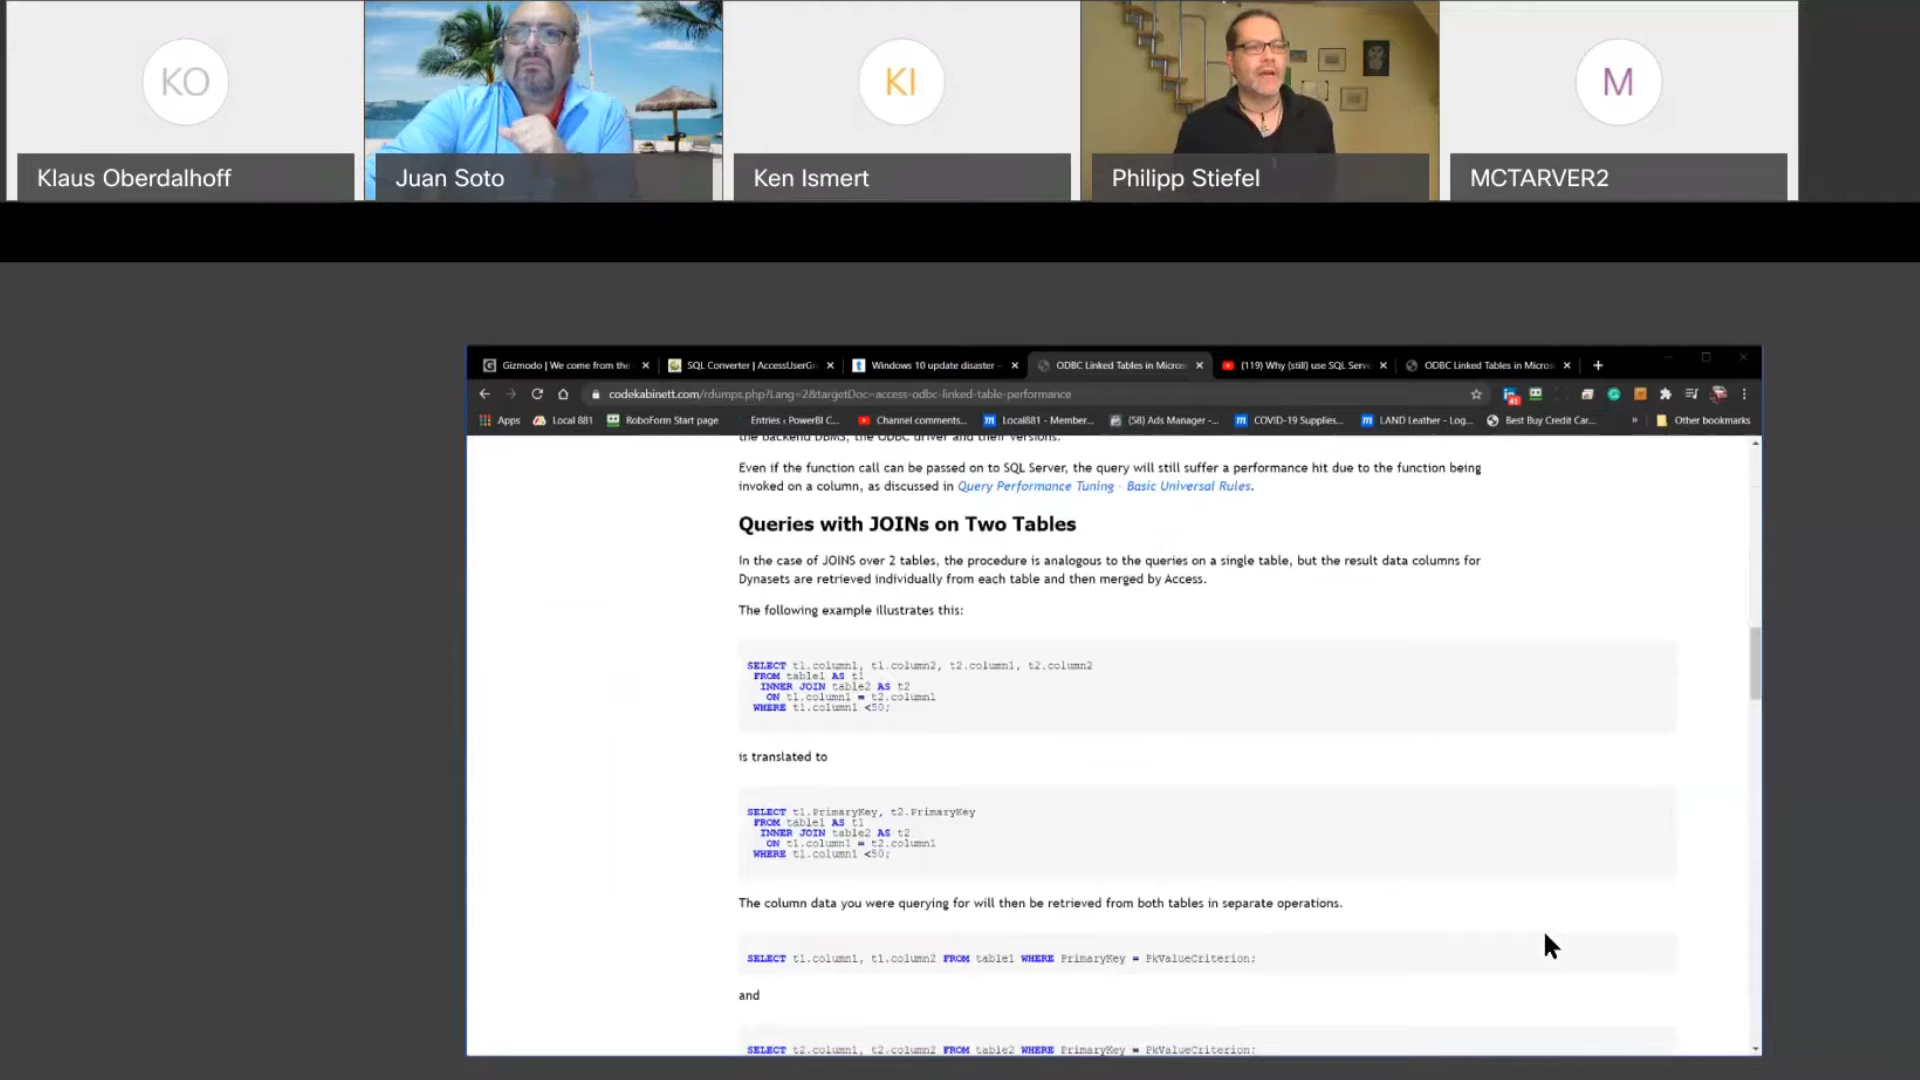 KO
KI
M
Klaus Oberdalhoff
Juan Soto
Ken Ismert
Philipp Stiefel
MCTARVER2
Gizmodo | We come from the
SQL Converter | AccessUserGr
Windows 10 update disaster -
ODBC Linked Tables in Micros
(119) Why (still) use SQL Serve
ODBC Linked Tables in Micros
codekabinett.com/rdumps.php?Lang=2&targetDoc=access-odbc-linked-table-performance
Apps
Local 881
RoboForm Start page
Entries ‹ PowerBI C...
Channel comments...
Local881 - Member...
(58) Ads Manager -...
COVID-19 Supplies...
LAND Leather - Log...
Best Buy Credit Car...
»
Other bookmarks
the backend DBMS, the ODBC driver and their versions.
Even if the function call can be passed on to SQL Server, the query will still suffer a performance hit due to the function being
invoked on a column, as discussed in Query Performance Tuning - Basic Universal Rules.
Queries with JOINs on Two Tables
In the case of JOINS over 2 tables, the procedure is analogous to the queries on a single table, but the result data columns for
Dynasets are retrieved individually from each table and then merged by Access.
The following example illustrates this:
SELECT t1.column1, t1.column2, t2.column1, t2.column2
FROM table1 AS t1
INNER JOIN table2 AS t2
ON t1.column1 = t2.column1
WHERE t1.column1 <50;
is translated to
SELECT t1.PrimaryKey, t2.PrimaryKey
FROM table1 AS t1
INNER JOIN table2 AS t2
ON t1.column1 = t2.column1
WHERE t1.column1 <50;
The column data you were querying for will then be retrieved from both tables in separate operations.
SELECT t1.column1, t1.column2 FROM table1 WHERE PrimaryKey = PkValueCriterion;
and
SELECT t2.column1, t2.column2 FROM table2 WHERE PrimaryKey = PkValueCriterion;